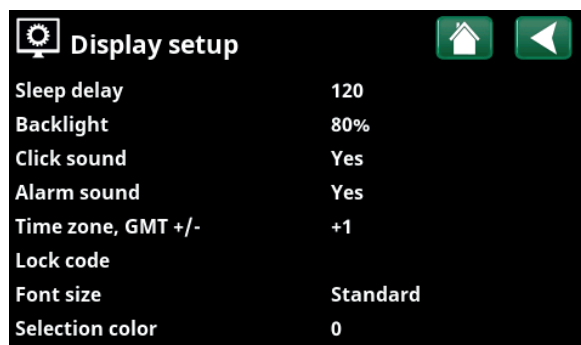 Display setup
Sleep delay 120
Backlight 80%
Click sound Yes
Alarm sound Yes
Time zone, GMT +/- +1
Lock code
Font size Standard
Selection color 0